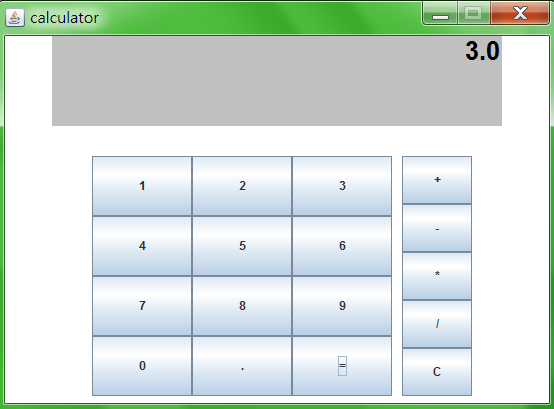 calculator
3.0
1 2 3 +
-
4 5 6
*
7 8 9
/
0 . =
C